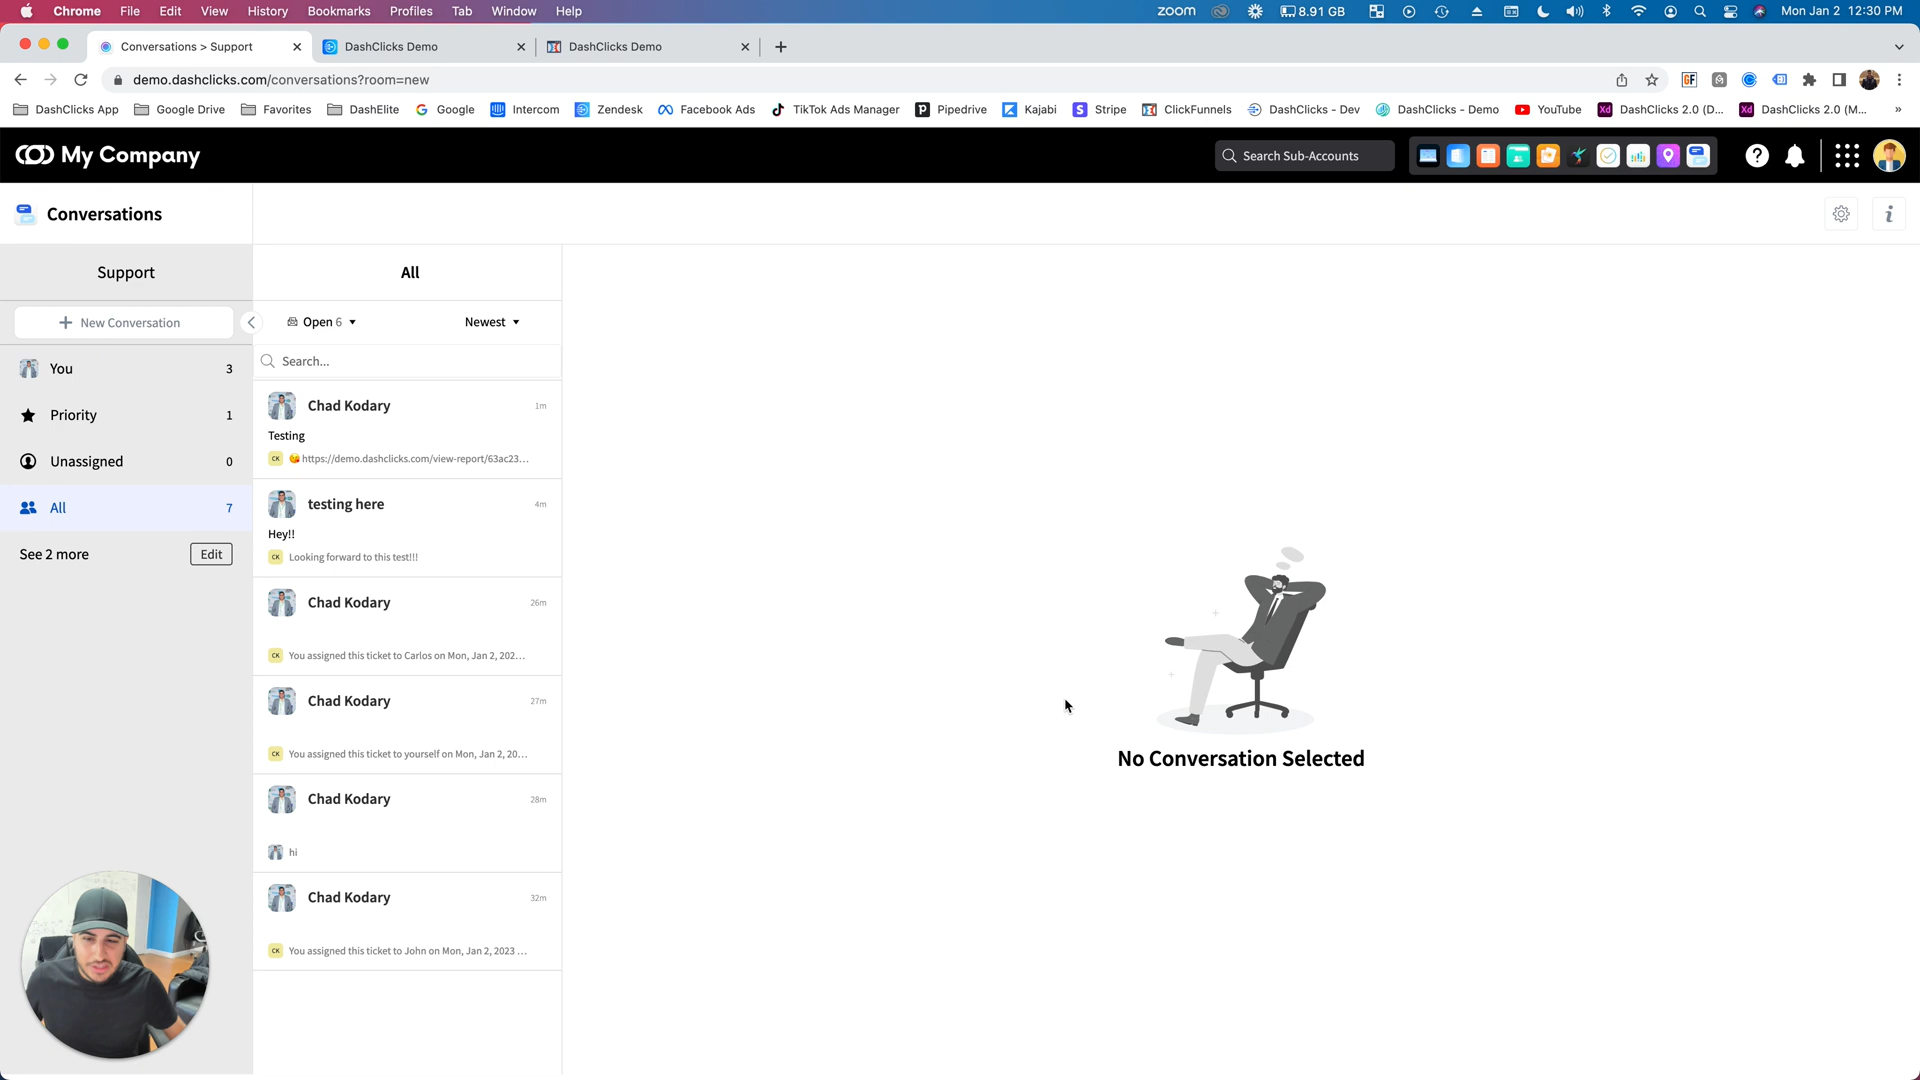 Chrome File Edit View History Bookmarks Profiles Tab Window Help zoom 8.91 GB Mon Jan 2 12:30 PM
Conversations > Support DashClicks Demo DashClicks Demo
demo.dashclicks.com/conversations?room=new
DashClicks App Google Drive Favorites DashElite Google Intercom Zendesk Facebook Ads TikTok Ads Manager Pipedrive Kajabi Stripe ClickFunnels DashClicks - Dev DashClicks - Demo YouTube DashClicks 2.0 (D... DashClicks 2.0 (M... »
My Company Search Sub-Accounts
Conversations
Support All
New Conversation Open 6 Newest
Search...
You 3
Priority 1
Unassigned 0
All 7
See 2 more Edit
Chad Kodary 1m
Testing
CK https://demo.dashclicks.com/view-report/63ac23...
testing here 4m
Hey!!
CK Looking forward to this test!!!
Chad Kodary 26m
CK You assigned this ticket to Carlos on Mon, Jan 2, 202...
Chad Kodary 27m
CK You assigned this ticket to yourself on Mon, Jan 2, 20...
Chad Kodary 28m
hi
Chad Kodary 32m
CK You assigned this ticket to John on Mon, Jan 2, 2023 ...
No Conversation Selected